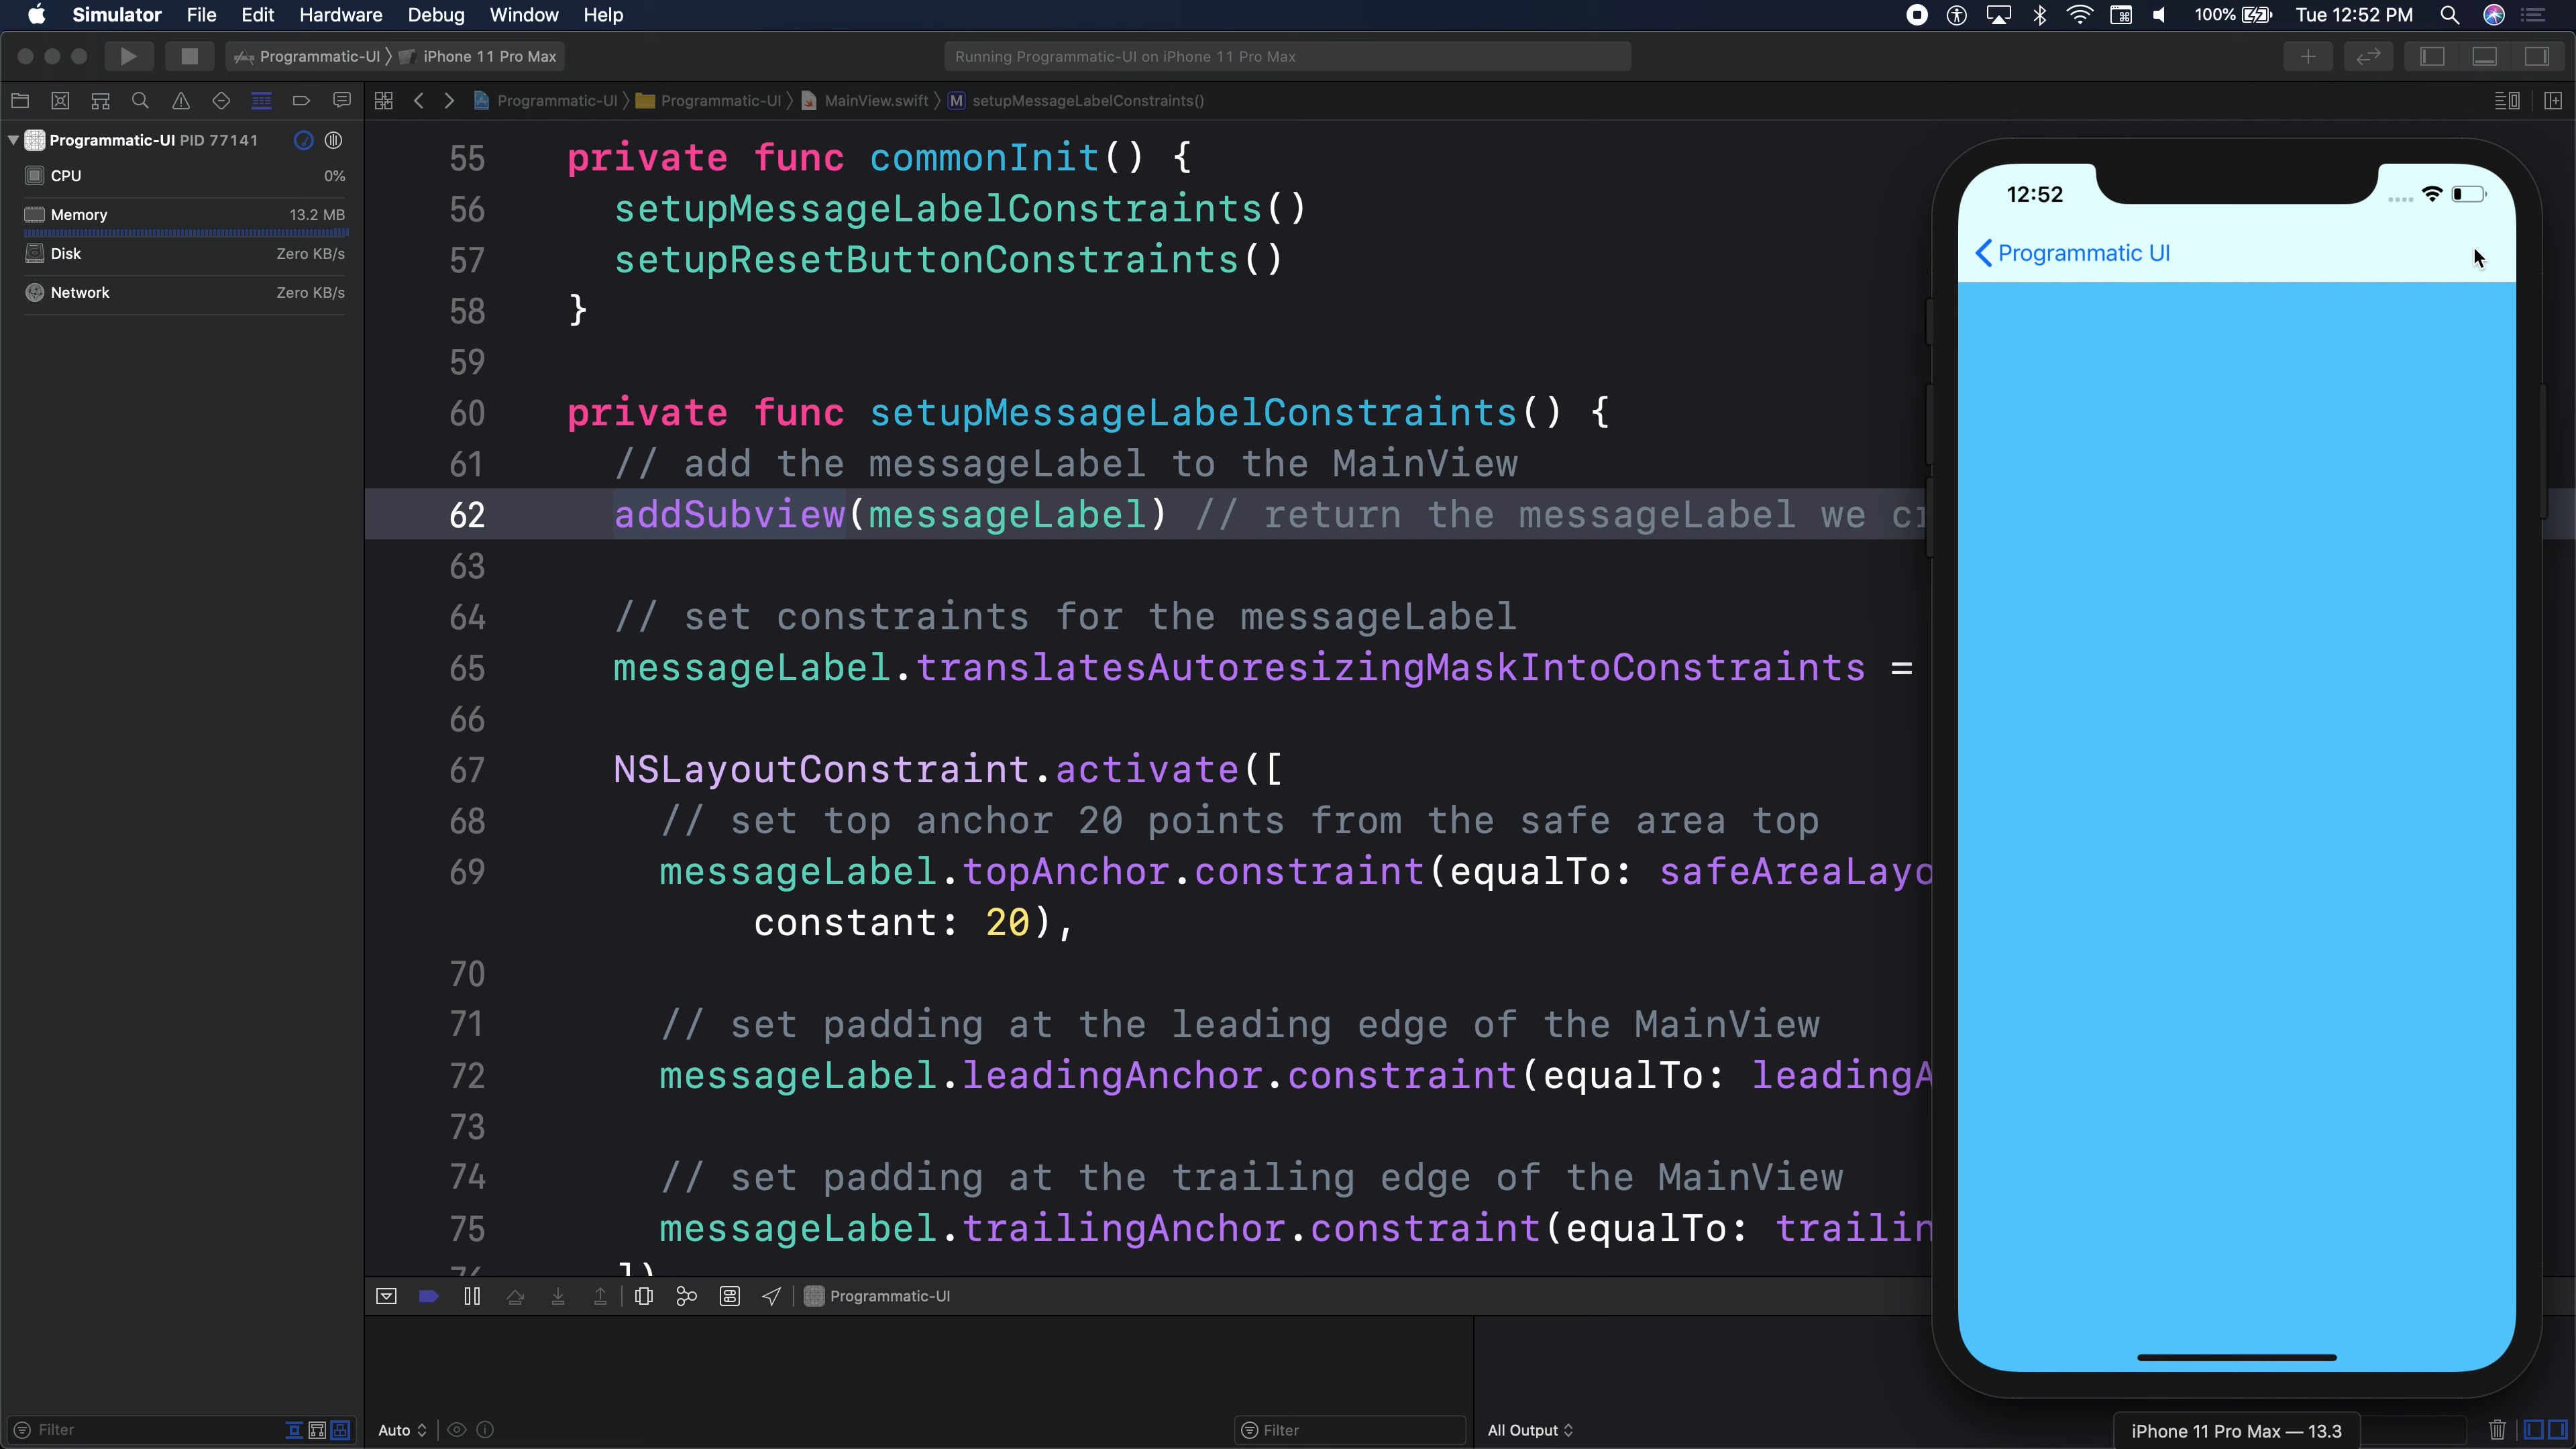 Simulator File Edit Hardware Debug Window Help 100% Tue 12:52 PM
Programmatic-UI iPhone 11 Pro Max Running Programmatic-UI on iPhone 11 Pro Max
Programmatic-UI Programmatic-UI MainView.swift M setupMessageLabelConstraints()
Programmatic-UI PID 77141
CPU 0%
Memory 13.2 MB
Disk Zero KB/s
Network Zero KB/s
55 private func commonInit() {
56 setupMessageLabelConstraints()
57 setupResetButtonConstraints()
58 }
59
60 private func setupMessageLabelConstraints() {
61 // add the messageLabel to the MainView
62 addSubview(messageLabel) // return the messageLabel we cr
63
64 // set constraints for the messageLabel
65 messageLabel.translatesAutoresizingMaskIntoConstraints =
66
67 NSLayoutConstraint.activate([
68 // set top anchor 20 points from the safe area top
69 messageLabel.topAnchor.constraint(equalTo: safeAreaLayo
constant: 20),
70
71 // set padding at the leading edge of the MainView
72 messageLabel.leadingAnchor.constraint(equalTo: leadingA
73
74 // set padding at the trailing edge of the MainView
75 messageLabel.trailingAnchor.constraint(equalTo: trailin
76 ])
12:52
Programmatic UI
Programmatic-UI
Filter Auto Filter All Output
iPhone 11 Pro Max — 13.3